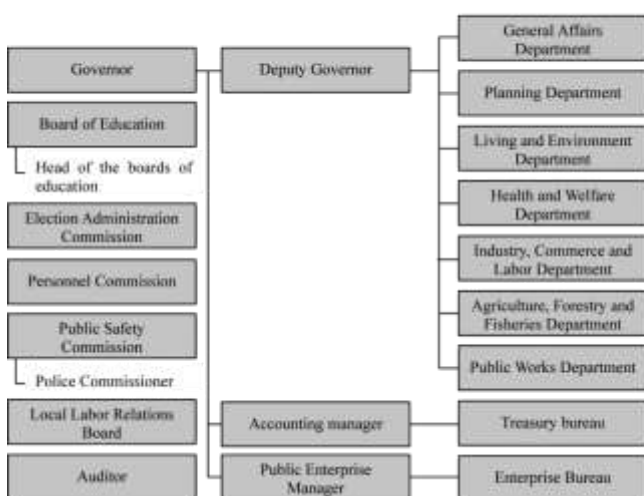 General Affairs
Department
Governor
Deputy Governor
Planning Department
Board of Education
Head of the boards of
education
Living and Environment
Department
Health and Welfare
Department
Election Administration
Commission
Industry, Commerce and
Labor Department
Personnel Commission
Public Safety
Commission
Agriculture, Forestry and
Fisheries Department
Police Commissioner
Public Works Department
Local Labor Relations
Board
Accounting manager
Treasury bureau
Auditor
Public Enterprise
Manager
Enterprise Bureau